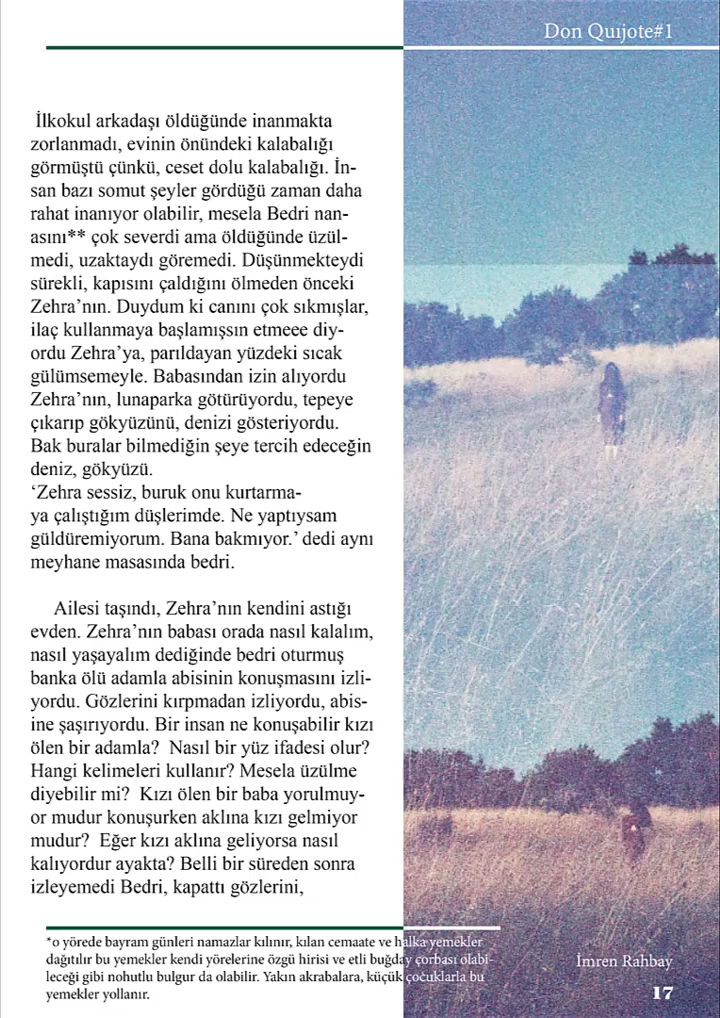 Don Quıjote#1
İlkokul arkadaşı öldüğünde inanmakta
zorlanmadı, evinin önündeki kalabalığı
görmüştü çünkü, ceset dolu kalabalığı. İn-
san bazı somut şeyler gördüğü zaman daha
rahat inanıyor olabilir, mesela Bedri nan-
asını** çok severdi ama öldüğünde üzül-
medi, uzaktaydı göremedi. Düşünmekteydi
sürekli, kapısını çaldığını ölmeden önceki
Zehra’nın. Duydum ki canını çok sıkmışlar,
ilaç kullanmaya başlamışsın etmeee diy-
ordu Zehra’ya, parıldayan yüzdeki sıcak
gülümsemeyle. Babasından izin alıyordu
Zehra’nın, lunaparka götürüyordu, tepeye
çıkarıp gökyüzünü, denizi gösteriyordu.
Bak buralar bilmediğin şeye tercih edeceğin
deniz, gökyüzü.
‘Zehra sessiz, buruk onu kurtarma-
ya çalıştığım düşlerimde. Ne yaptıysam
güldüremiyorum. Bana bakmıyor.’ dedi aynı
meyhane masasında bedri.
Ailesi taşındı, Zehra’nın kendini astığı
evden. Zehra’nın babası orada nasıl kalalım,
nasıl yaşayalım dediğinde bedri oturmuş
banka ölü adamla abisinin konuşmasını izli-
yordu. Gözlerini kırpmadan izliyordu, abis-
ine şaşırıyordu. Bir insan ne konuşabilir kızı
ölen bir adamla? Nasıl bir yüz ifadesi olur?
Hangi kelimeleri kullanır? Mesela üzülme
diyebilir mi? Kızı ölen bir baba yorulmuy-
or mudur konuşurken aklına kızı gelmiyor
mudur? Eğer kızı aklına geliyorsa nasıl
kalıyordur ayakta? Belli bir süreden sonra
izleyemedi Bedri, kapattı gözlerini,
*o yörede bayram günleri namazlar kılınır, kılan cemaate ve halka yemekler
dağıtılır bu yemekler kendi yörelerine özgü hirisi ve etli buğday çorbası olabi-
leceği gibi nohutlu bulgur da olabilir. Yakın akrabalara, küçük çocuklarla bu
yemekler yollanır.
İmren Rahbay
17